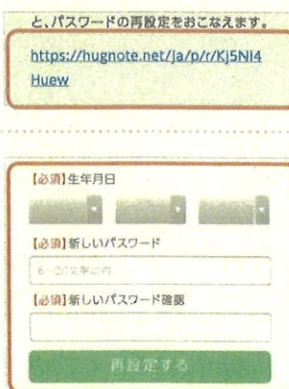 と、パスワードの再設定をおこなえます。
https://hugnote.net/ja/p/r/Kj5Ni4
Huew
【必須】生年月日
【必須】新しいパスワード
6~20文字以内
【必須】新しいパスワード確認
再設定する